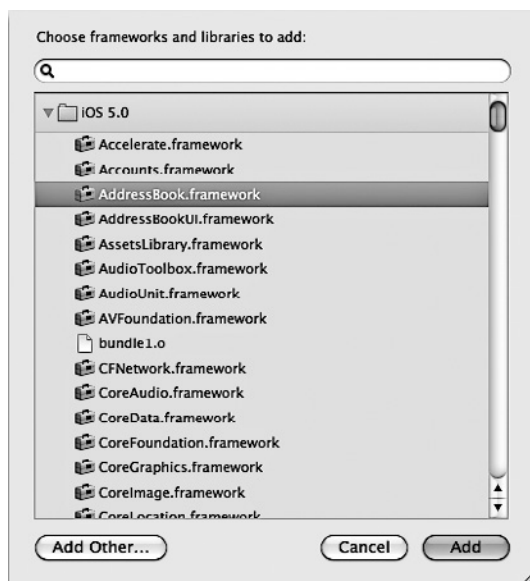 Choose frameworks and libraries to add:
iOS 5.0
Accelerate.framework
Accounts.framework
AddressBook.framework
AddressBookUI.framework
AssetsLibrary.framework
AudioToolbox.framework
AudioUnit.framework
AVFoundation.framework
bundle1.o
CFNetwork.framework
CoreAudio.framework
CoreData.framework
CoreFoundation.framework
CoreGraphics.framework
CoreImage.framework
CoreLocation.framework
Add Other... Cancel Add